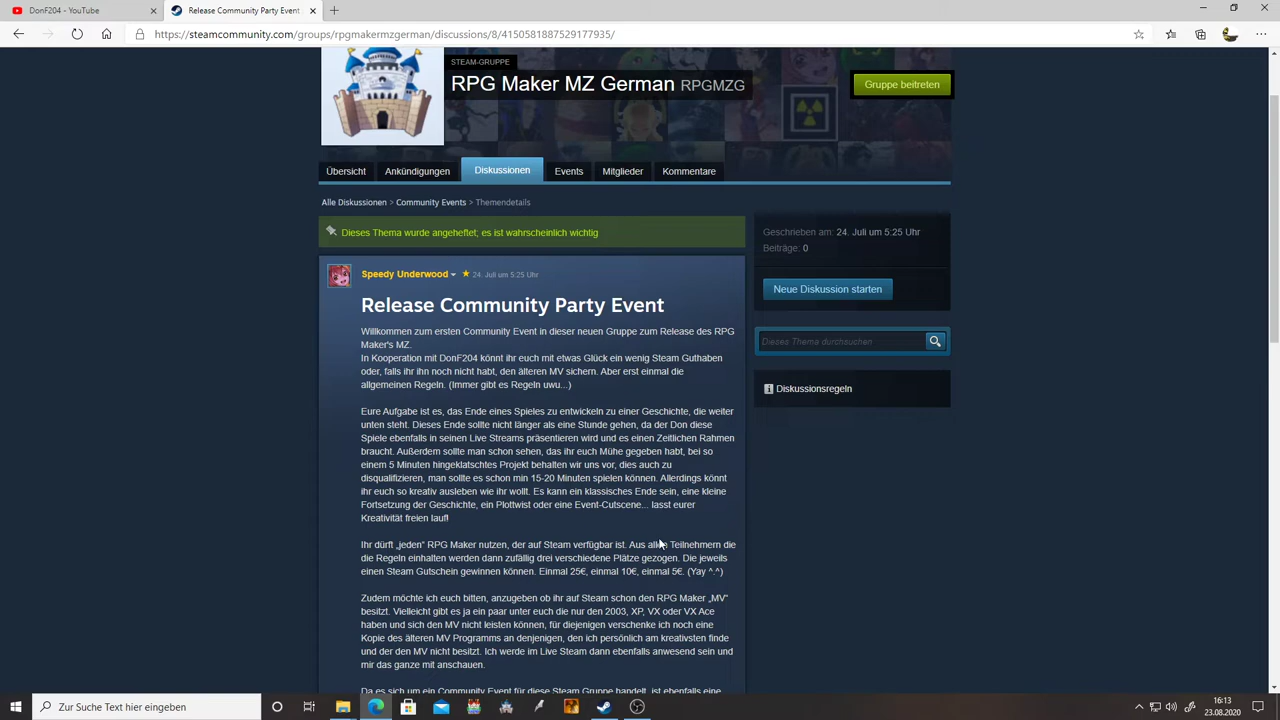 DonF204 - YouTube
Release Community Party Event
https://steamcommunity.com/groups/rpgmakermzgerman/discussions/8/4150581887529177935/
STEAM-GRUPPE
RPG Maker MZ German RPGMZG
Gruppe beitreten
Übersicht
Ankündigungen
Diskussionen
Events
Mitglieder
Kommentare
Alle Diskussionen > Community Events > Themendetails
Dieses Thema wurde angeheftet; es ist wahrscheinlich wichtig
Geschrieben am: 24. Juli um 5:25 Uhr
Beiträge: 0
Neue Diskussion starten
Dieses Thema durchsuchen
Diskussionsregeln
Speedy Underwood 24. Juli um 5:25 Uhr
Release Community Party Event
Willkommen zum ersten Community Event in dieser neuen Gruppe zum Release des RPG
Maker's MZ.
In Kooperation mit DonF204 könnt ihr euch mit etwas Glück ein wenig Steam Guthaben
oder, falls ihr ihn noch nicht habt, den älteren MV sichern. Aber erst einmal die
allgemeinen Regeln. (Immer gibt es Regeln uwu...)
Eure Aufgabe ist es, das Ende eines Spieles zu entwickeln zu einer Geschichte, die weiter
unten steht. Dieses Ende sollte nicht länger als eine Stunde gehen, da der Don diese
Spiele ebenfalls in seinen Live Streams präsentieren wird und es einen Zeitlichen Rahmen
braucht. Außerdem sollte man schon sehen, das ihr euch Mühe gegeben habt, bei so
einem 5 Minuten hingeklatschtes Projekt behalten wir uns vor, dies auch zu
disqualifizieren, man sollte es schon min 15-20 Minuten spielen können. Allerdings könnt
ihr euch so kreativ ausleben wie ihr wollt. Es kann ein klassisches Ende sein, eine kleine
Fortsetzung der Geschichte, ein Plottwist oder eine Event-Cutscene... lasst eurer
Kreativität freien lauf!
Ihr dürft „jeden“ RPG Maker nutzen, der auf Steam verfügbar ist. Aus allen Teilnehmern die
die Regeln einhalten werden dann zufällig drei verschiedene Plätze gezogen. Die jeweils
einen Steam Gutschein gewinnen können. Einmal 25€, einmal 10€, einmal 5€. (Yay ^.^)
Zudem möchte ich euch bitten, anzugeben ob ihr auf Steam schon den RPG Maker „MV“
besitzt. Vielleicht gibt es ja ein paar unter euch die nur den 2003, XP, VX oder VX Ace
haben und sich den MV nicht leisten können, für diejenigen verschenke ich noch eine
Kopie des älteren MV Programms an denjenigen, den ich persönlich am kreativsten finde
und der den MV nicht besitzt. Ich werde im Live Steam dann ebenfalls anwesend sein und
mir das ganze mit anschauen.
Da es sich um ein Community Event für diese Steam Gruppe handelt, ist ebenfalls eine
Zur Suche Text hier eingeben
16:13
23.08.2020